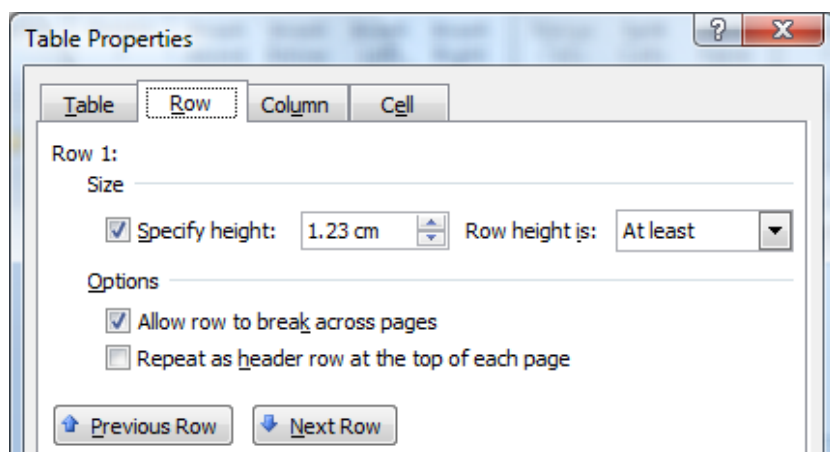 Table Properties
Table Row Column Cell
Row 1:
Size
Specify height: 1.23 cm Row height is: At least
Options
Allow row to break across pages
Repeat as header row at the top of each page
Previous Row Next Row